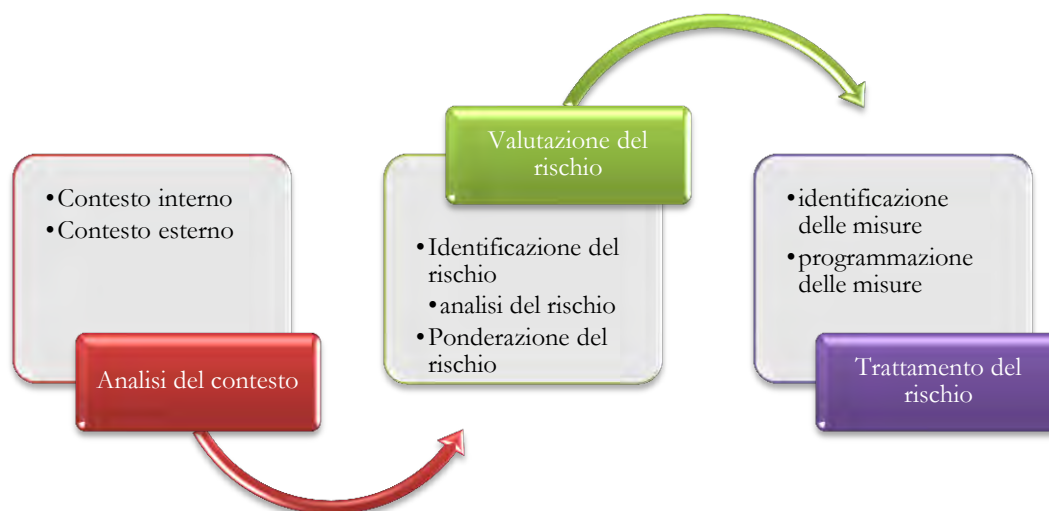 •Contesto interno
•Contesto esterno
Analisi del contesto
Valutazione del
rischio
•Identificazione del
rischio
•analisi del rischio
•Ponderazione del
rischio
•identificazione
delle misure
•programmazione
delle misure
Trattamento del
rischio